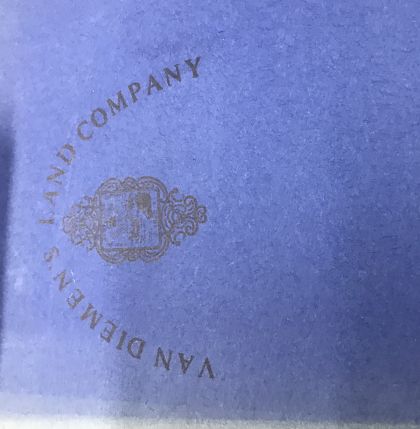 VAN DIEMEN'S LAND COMPANY